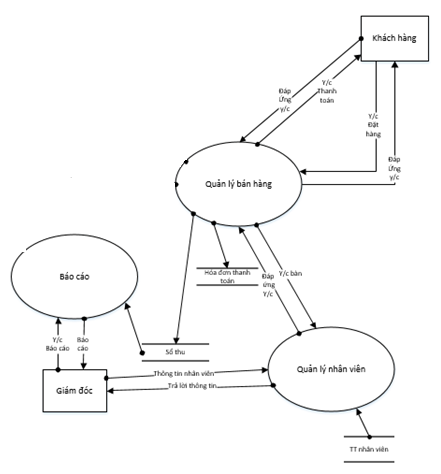 Khách hàng
Đáp
Ứng
y/c
Y/c
Thanh
toán
Y/c
Đặt
hàng
Đáp
Ứng
y/c
Quản lý bán hàng
Hóa đơn thanh
toán
Đáp
ứng
Y/c
Y/c bán
Báo cáo
Y/c
Báo cáo
Báo
cáo
Sổ thu
Giám đốc
Thông tin nhân viên
Trả lời thông tin
Quản lý nhân viên
TT nhân viên